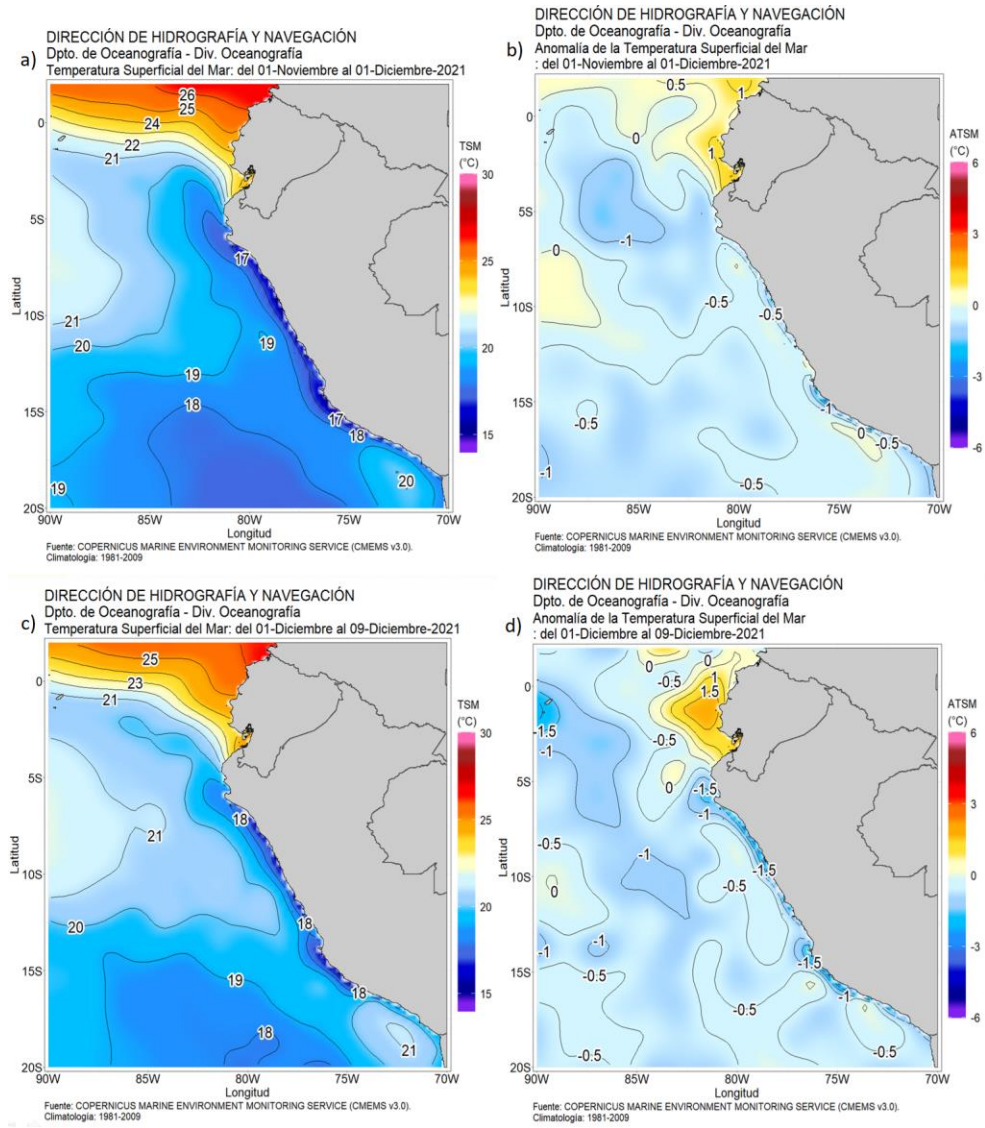 a)
DIRECCIÓN DE HIDROGRAFÍA Y NAVEGACIÓN
Dpto. de Oceanografía - Div. Oceanografía
Temperatura Superficial del Mar: del 01-Noviembre al 01-Diciembre-2021
26
25
24
22
21
21
20
19
19
18
19
17
17
18
20
TSM
(°C)
30
25
20
15
0
5S
10S
15S
20S
Latitud
90W 85W 80W 75W 70W
Longitud
Fuente: COPERNICUS MARINE ENVIRONMENT MONITORING SERVICE (CMEMS v3.0).
Climatología: 1981-2009
b)
DIRECCIÓN DE HIDROGRAFÍA Y NAVEGACIÓN
Dpto. de Oceanografía - Div. Oceanografía
Anomalía de la Temperatura Superficial del Mar
: del 01-Noviembre al 01-Diciembre-2021
0.5
1
0
1
-1
0
-0.5
-0.5
-0.5
-1
-1
0
-0.5
-0.5
ATSM
(°C)
6
3
0
-3
-6
0
5S
10S
15S
20S
Latitud
90W 85W 80W 75W 70W
Longitud
Fuente: COPERNICUS MARINE ENVIRONMENT MONITORING SERVICE (CMEMS v3.0).
Climatología: 1981-2009
c)
DIRECCIÓN DE HIDROGRAFÍA Y NAVEGACIÓN
Dpto. de Oceanografía - Div. Oceanografía
Temperatura Superficial del Mar: del 01-Diciembre al 09-Diciembre-2021
25
23
21
21
20
18
18
18
19
18
21
TSM
(°C)
30
25
20
15
0
5S
10S
15S
20S
Latitud
90W 85W 80W 75W 70W
Longitud
Fuente: COPERNICUS MARINE ENVIRONMENT MONITORING SERVICE (CMEMS v3.0).
Climatología: 1981-2009
d)
DIRECCIÓN DE HIDROGRAFÍA Y NAVEGACIÓN
Dpto. de Oceanografía - Div. Oceanografía
Anomalía de la Temperatura Superficial del Mar
: del 01-Diciembre al 09-Diciembre-2021
0
0
-0.5
1
1.5
-1.5
-0.5
0
-1.5
-1
-0.5
-1
-1.5
0
-0.5
-1
-1
-0.5
-1.5
-1
-0.5
-0.5
-0.5
ATSM
(°C)
6
3
0
-3
-6
0
5S
10S
15S
20S
Latitud
90W 85W 80W 75W 70W
Longitud
Fuente: COPERNICUS MARINE ENVIRONMENT MONITORING SERVICE (CMEMS v3.0).
Climatología: 1981-2009